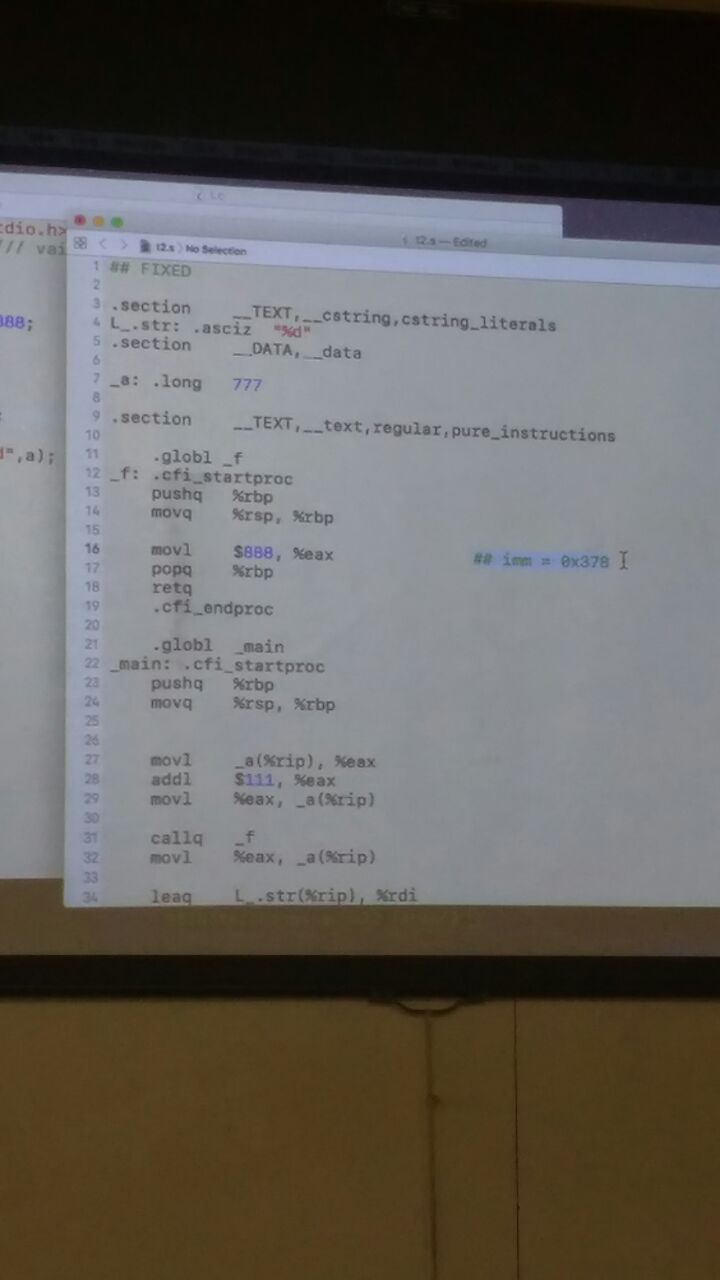 tdio.h>
/// vai
888;
;
d",a);
t2.s — Edited
t2.s
No Selection
1 ## FIXED
2
3 .section __TEXT,__cstring,cstring_literals
4 L_.str: .asciz "%d"
5 .section __DATA,__data
6
7 _a: .long 777
8
9 .section __TEXT,__text,regular,pure_instructions
10
11 .globl _f
12 _f: .cfi_startproc
13 pushq %rbp
14 movq %rsp, %rbp
15
16 movl $888, %eax ## imm = 0x378
17 popq %rbp
18 retq
19 .cfi_endproc
20
21 .globl _main
22 _main: .cfi_startproc
23 pushq %rbp
24 movq %rsp, %rbp
25
26
27 movl _a(%rip), %eax
28 addl $111, %eax
29 movl %eax, _a(%rip)
30
31 callq _f
32 movl %eax, _a(%rip)
33
34 leaq L_.str(%rip), %rdi